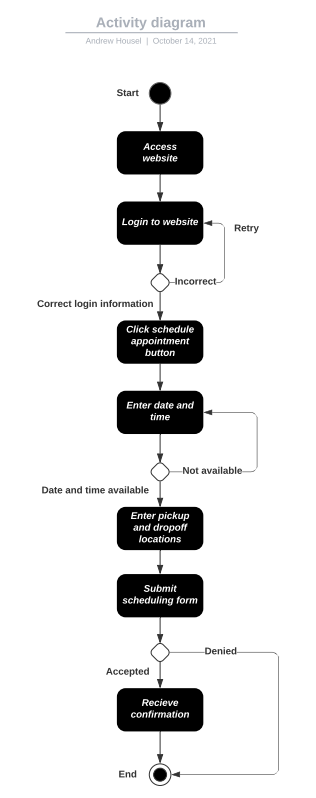 Activity diagram
Andrew Housel | October 14, 2021
Start
Access
website
Login to website
Retry
Incorrect
Correct login information
Click schedule
appointment
button
Enter date and
time
Not available
Date and time available
Enter pickup
and dropoff
locations
Submit
scheduling form
Denied
Accepted
Recieve
confirmation
End